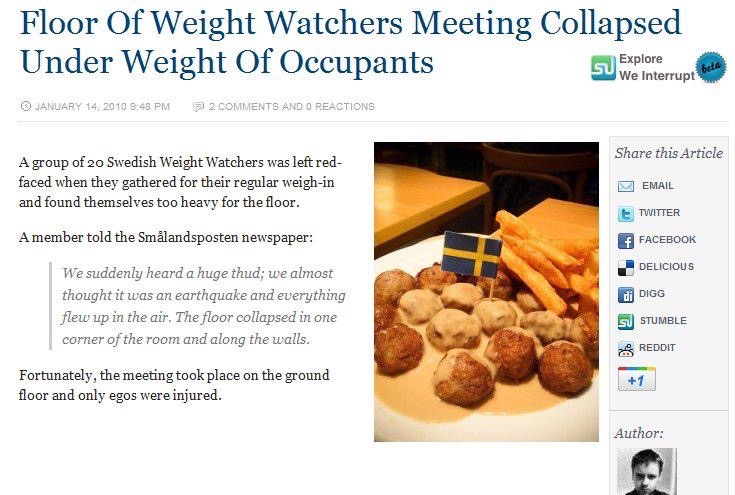 Floor Of Weight Watchers Meeting Collapsed
Under Weight Of Occupants
Explore
We Interrupt
beta
JANUARY 14, 2010 9:48 PM
2 COMMENTS AND 0 REACTIONS
A group of 20 Swedish Weight Watchers was left red-
faced when they gathered for their regular weigh-in
and found themselves too heavy for the floor.
A member told the Smålandsposten newspaper:
We suddenly heard a huge thud; we almost
thought it was an earthquake and everything
flew up in the air. The floor collapsed in one
corner of the room and along the walls.
Fortunately, the meeting took place on the ground
floor and only egos were injured.
Share this Article
EMAIL
TWITTER
FACEBOOK
DELICIOUS
DIGG
STUMBLE
REDDIT
+1
Author: